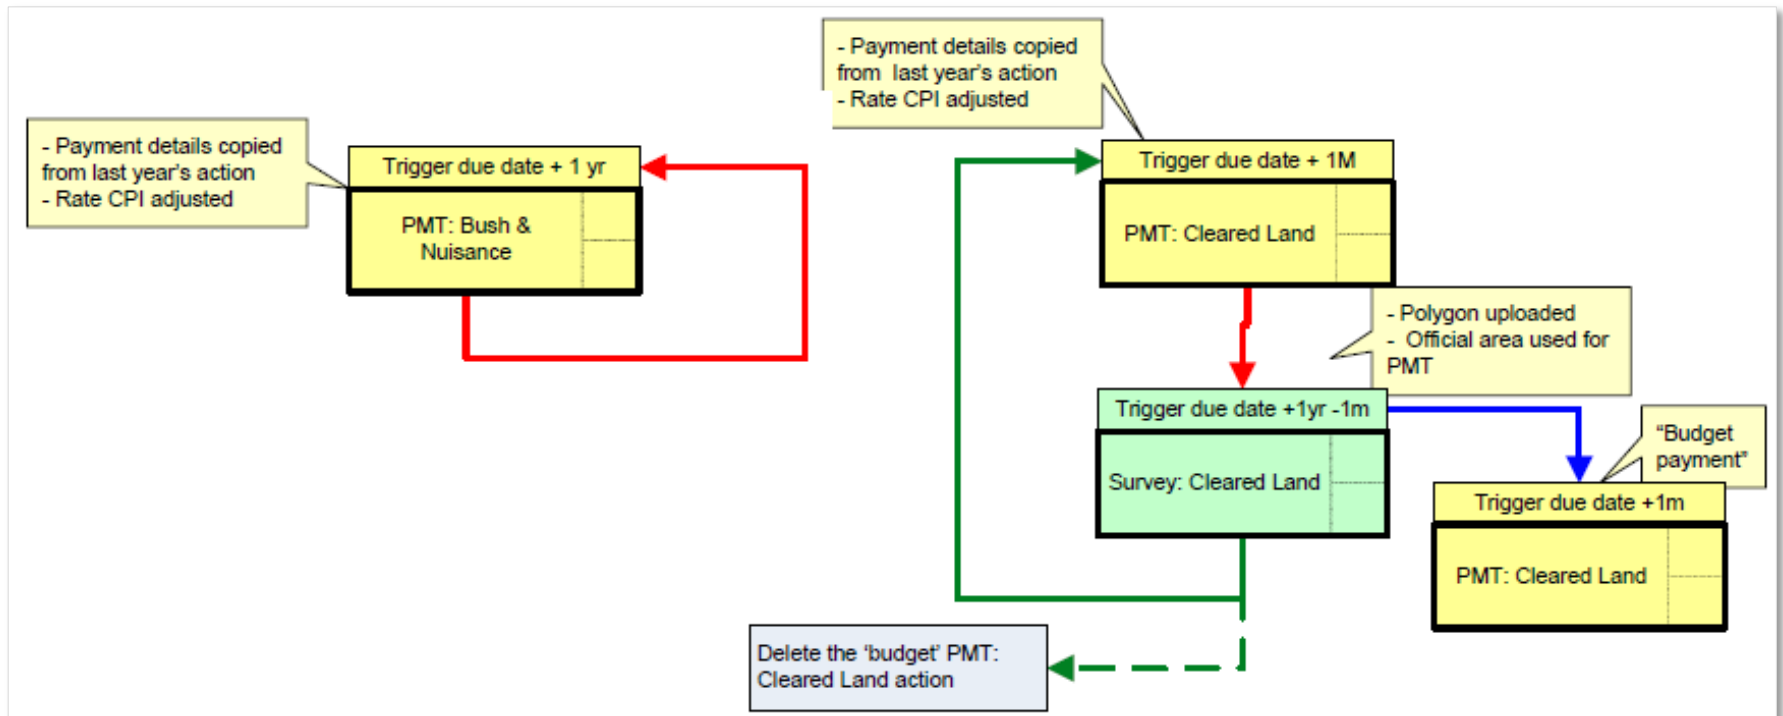 - Payment details copied
from last year's action
- Rate CPI adjusted
Trigger due date + 1 yr
PMT: Bush &
Nuisance
- Payment details copied
from  last year's action
- Rate CPI adjusted
Trigger due date + 1M
PMT: Cleared Land
- Polygon uploaded
-  Official area used for
PMT
Trigger due date +1yr -1m
Survey: Cleared Land
“Budget
payment”
Trigger due date +1m
PMT: Cleared Land
Delete the ‘budget’ PMT:
Cleared Land action